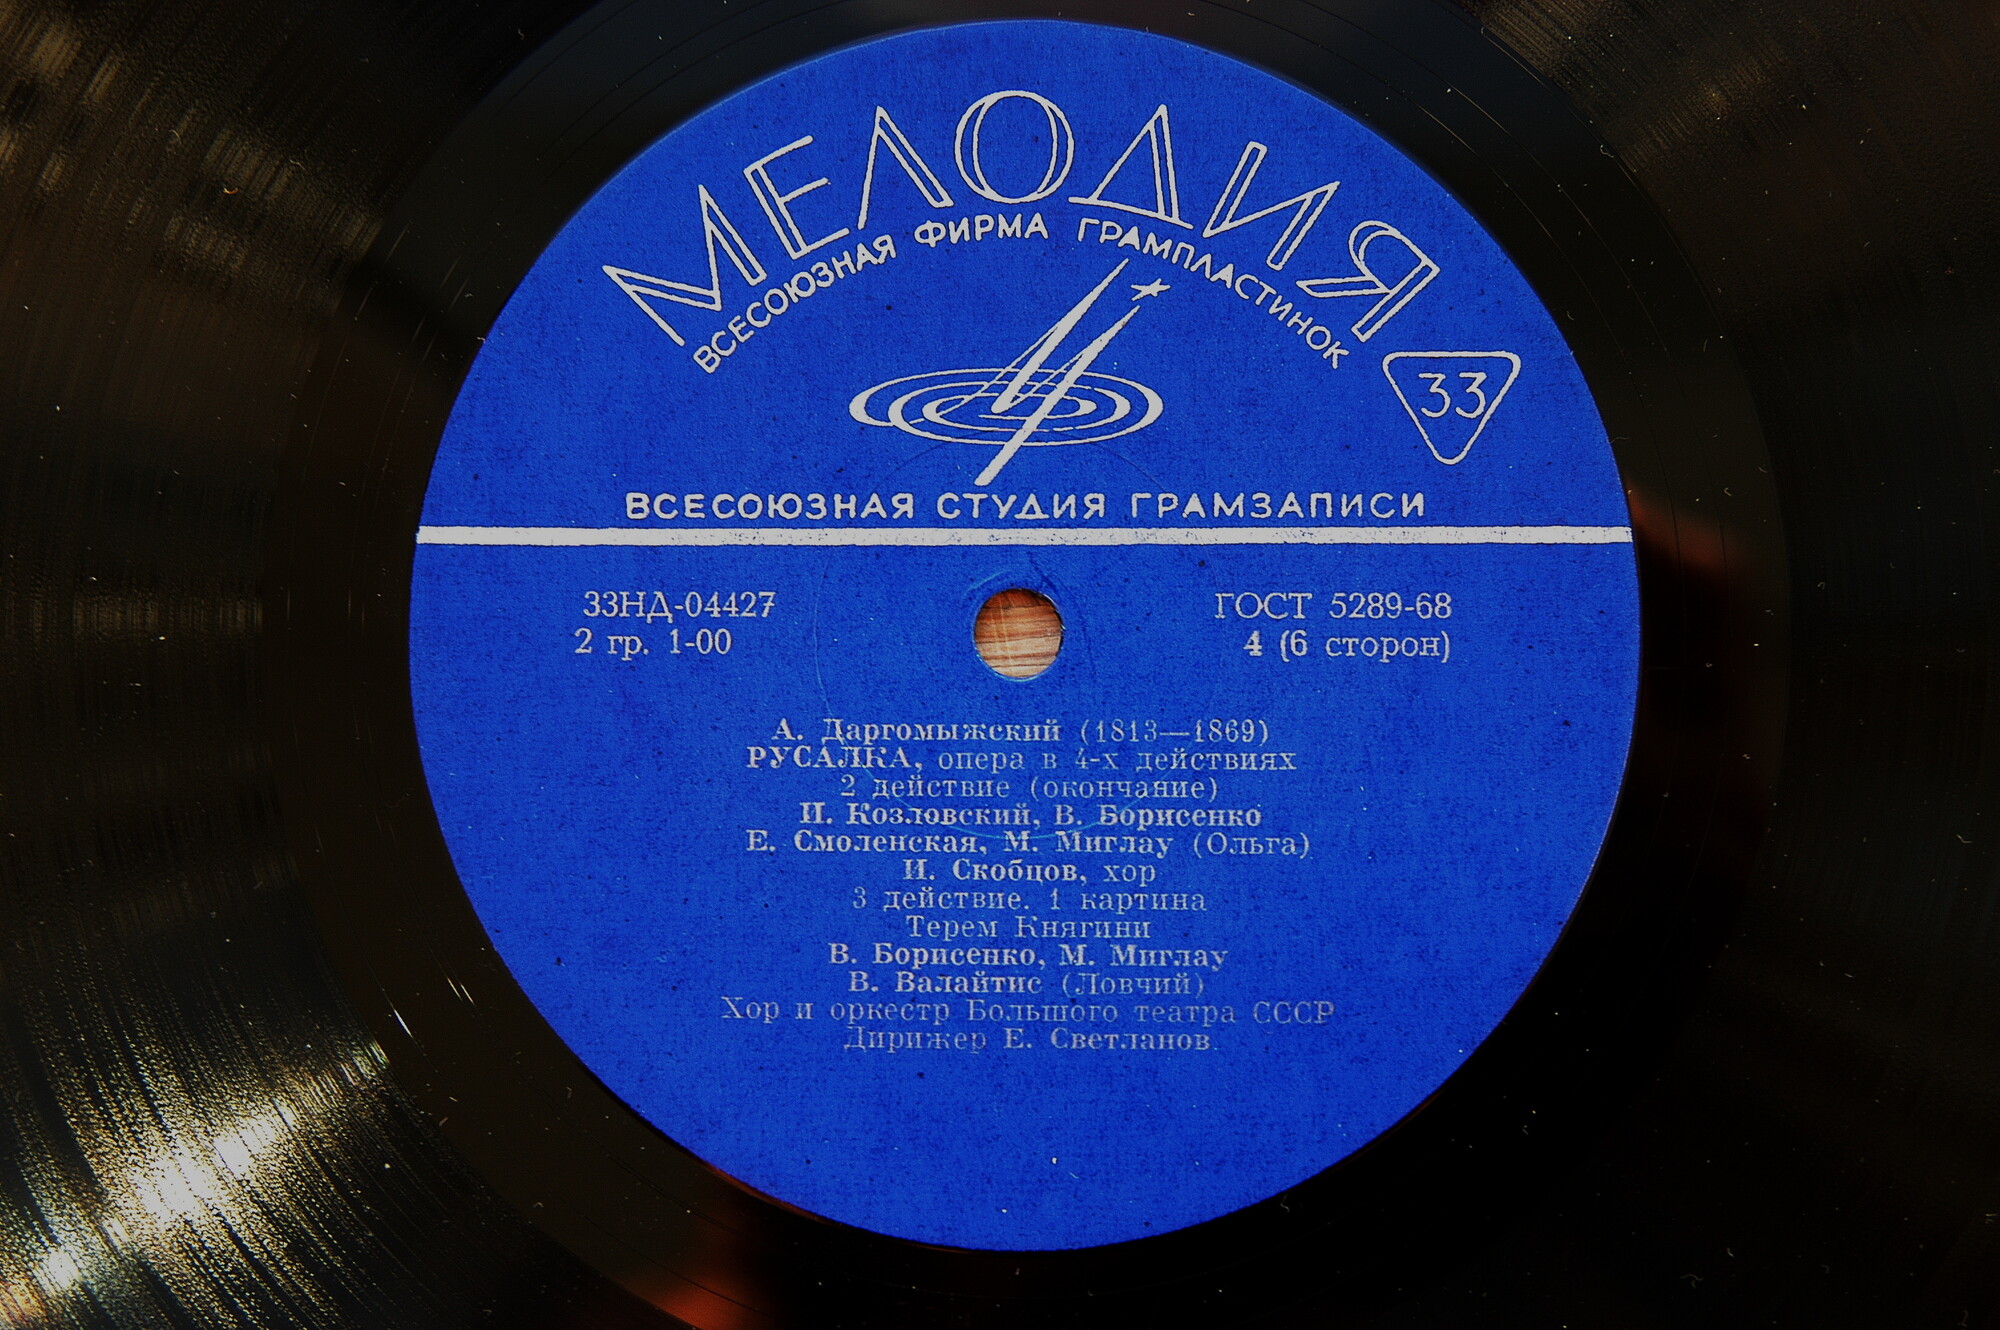 МЕЛОДИЯ
ВСЕСОЮЗНАЯ ФИРМА ГРАМПЛАСТИНОК
33
ВСЕСОЮЗНАЯ СТУДИЯ ГРАМЗАПИСИ
33НД-04427
ГОСТ 5289-68
2 гр. 1-00
4 (6 сторон)
А. Даргомыжский (1813—1869)
РУСАЛКА, опера в 4-х действиях
2 действие (окончание)
И. Козловский, В. Борисенко
Е. Смоленская, М. Миглау (Ольга)
И. Скобцов, хор
3 действие. 1 картина
Терем Княгини
В. Борисенко, М. Миглау
В. Валайтис (Ловчий)
Хор и оркестр Большого театра СССР
Дирижер Е. Светланов.